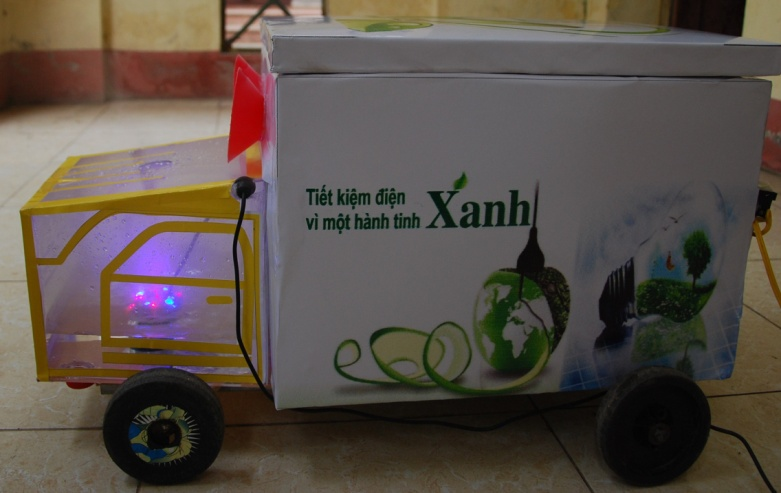 Tiết kiệm điện
vì một hành tinh Xanh